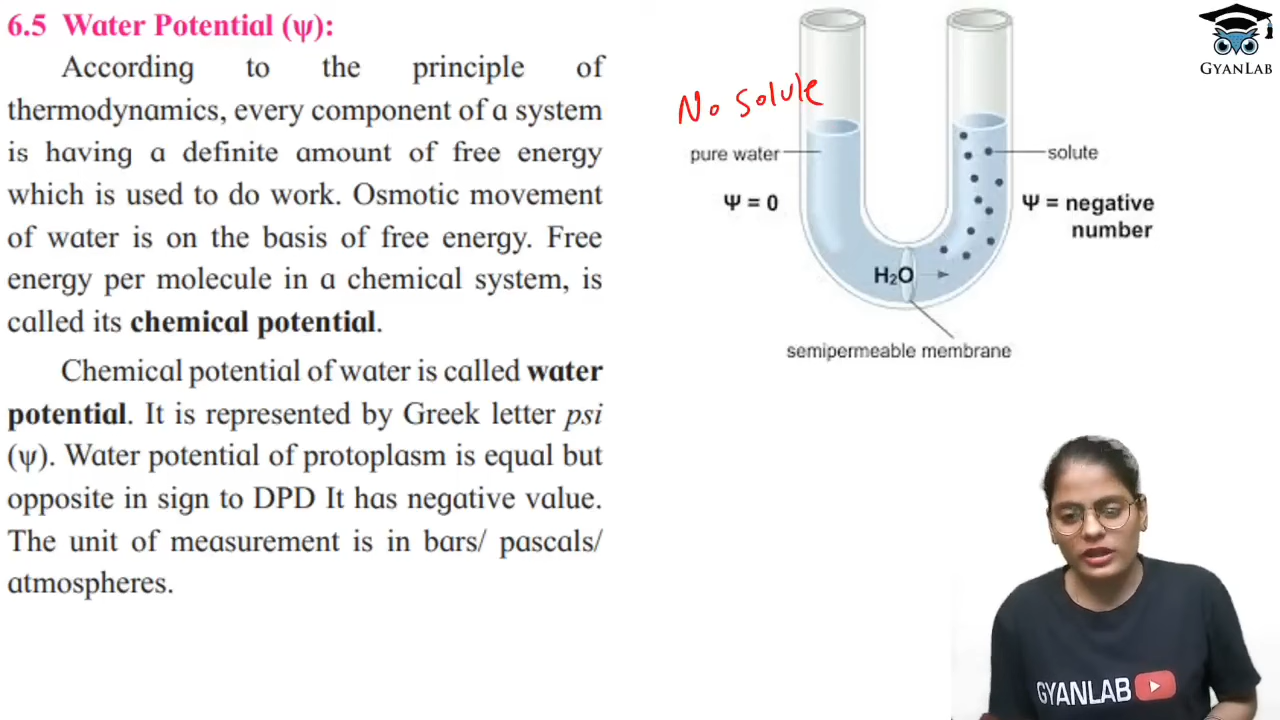 6.5 Water Potential (ψ):
According to the principle of
thermodynamics, every component of a system
is having a definite amount of free energy
which is used to do work. Osmotic movement
of water is on the basis of free energy. Free
energy per molecule in a chemical system, is
called its chemical potential.
Chemical potential of water is called water
potential. It is represented by Greek letter psi
(ψ). Water potential of protoplasm is equal but
opposite in sign to DPD It has negative value.
The unit of measurement is in bars/ pascals/
atmospheres.
No solute
pure water
Ψ = 0
solute
Ψ = negative
number
H₂O
semipermeable membrane
GYANLAB
GYANLAB